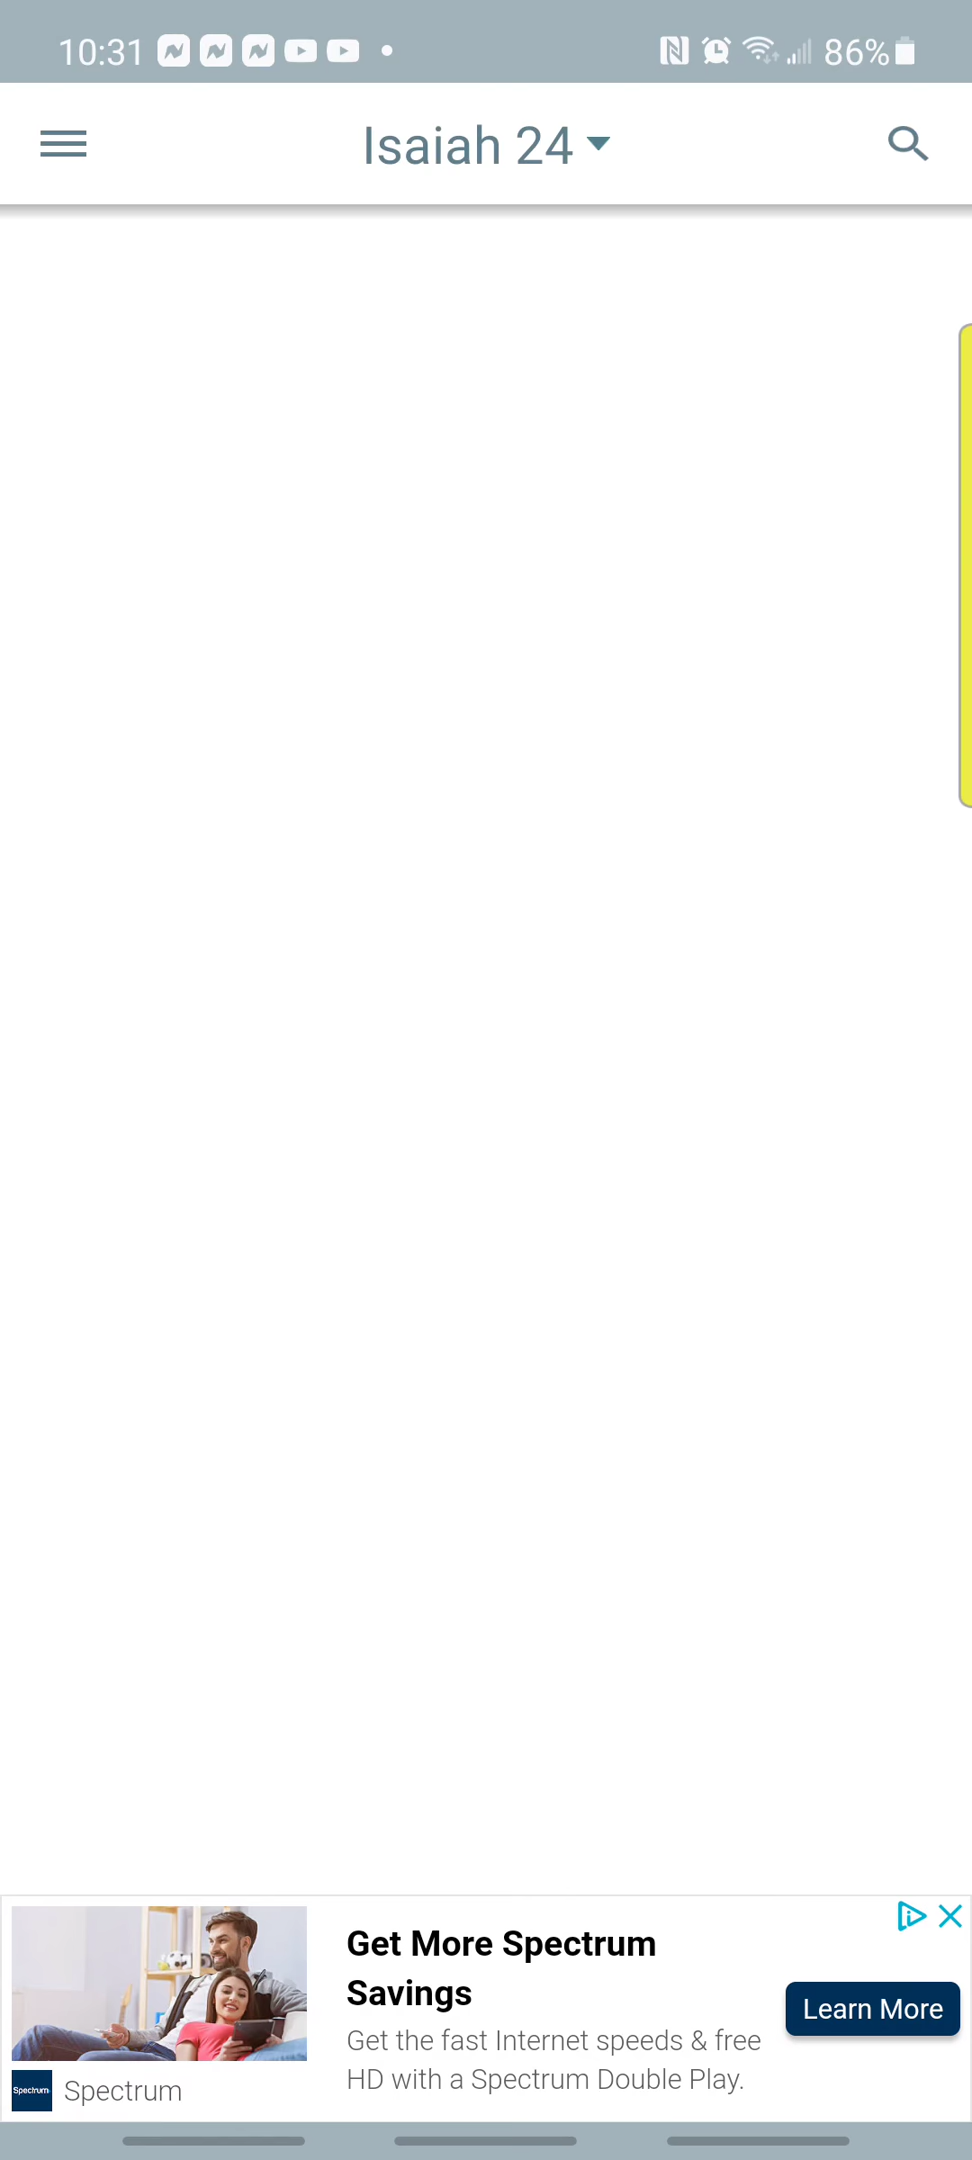 10:31 86%
Isaiah 24
Get More Spectrum
Savings
Learn More
Get the fast Internet speeds & free
HD with a Spectrum Double Play.
Spectrum
Spectrum